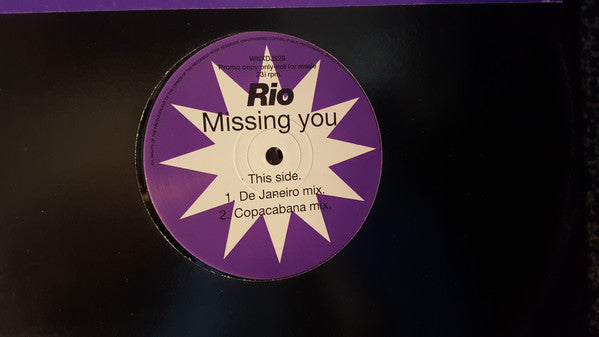 WNXDJ229
Promo copy only-not for resale
33⅓ rpm.
Rio
Missing you
This side.
1. De Janeiro mix.
2. Copacabana mix.